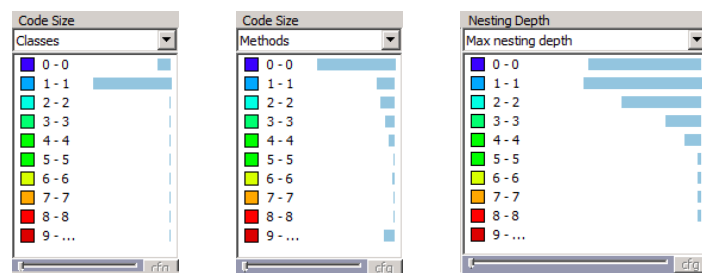 Code Size
Classes
0 - 0
1 - 1
2 - 2
3 - 3
4 - 4
5 - 5
6 - 6
7 - 7
8 - 8
9 - ...
cfg
Code Size
Methods
0 - 0
1 - 1
2 - 2
3 - 3
4 - 4
5 - 5
6 - 6
7 - 7
8 - 8
9 - ...
cfg
Nesting Depth
Max nesting depth
0 - 0
1 - 1
2 - 2
3 - 3
4 - 4
5 - 5
6 - 6
7 - 7
8 - 8
9 - ...
cfg